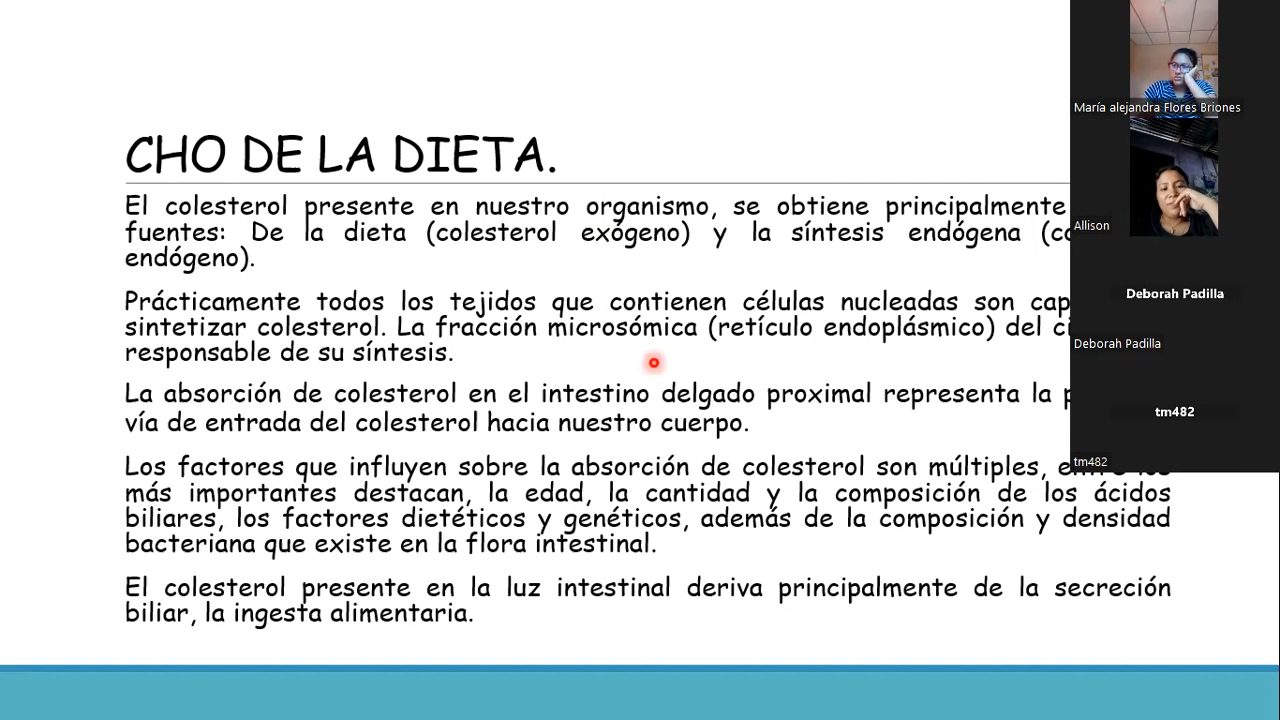 CHO DE LA DIETA.
El colesterol presente en nuestro organismo, se obtiene principalmente
fuentes: De la dieta (colesterol exógeno) y la síntesis endógena
endógeno).
Prácticamente todos los tejidos que contienen células nucleadas son
sintetizar colesterol. La fracción microsómica (retículo endoplásmico) del
responsable de su síntesis.
La absorción de colesterol en el intestino delgado proximal representa la
vía de entrada del colesterol hacia nuestro cuerpo.
Los factores que influyen sobre la absorción de colesterol son múltiples,
más importantes destacan, la edad, la cantidad y la composición de los ácidos
biliares, los factores dietéticos y genéticos, además de la composición y densidad
bacteriana que existe en la flora intestinal.
El colesterol presente en la luz intestinal deriva principalmente de la secreción
biliar, la ingesta alimentaria.
María alejandra Flores Briones
Allison
Deborah Padilla
Deborah Padilla
tm482
tm482